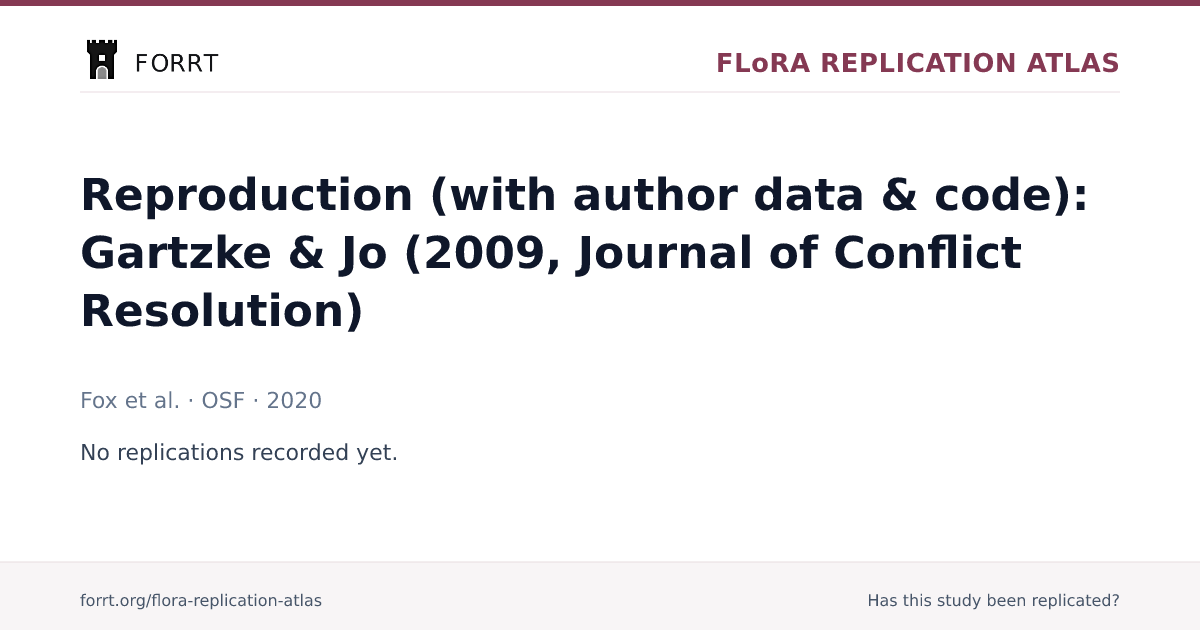 FORRT
FLoRA REPLICATION ATLAS
Reproduction (with author data & code):
Gartzke & Jo (2009, Journal of Conflict
Resolution)
Fox et al. · OSF · 2020
No replications recorded yet.
forrt.org/flora-replication-atlas
Has this study been replicated?